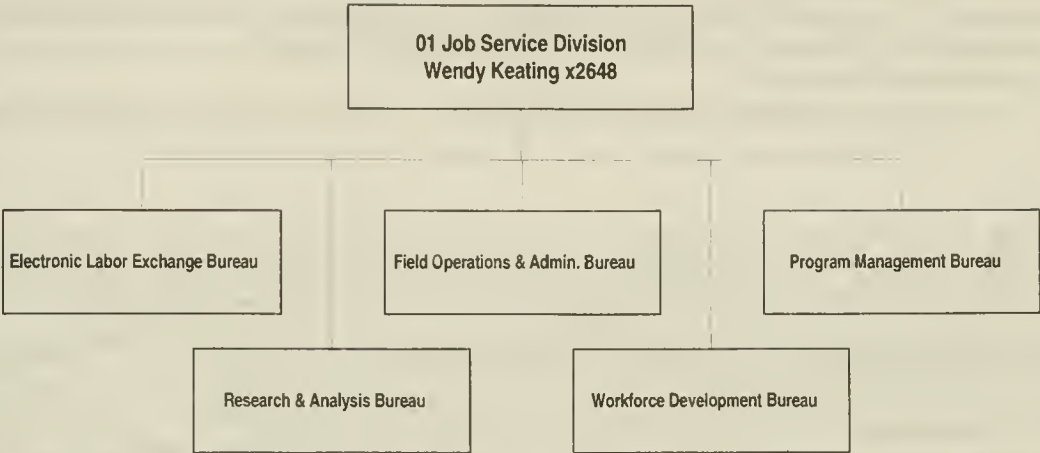 01 Job Service Division
Wendy Keating x2648
Electronic Labor Exchange Bureau
Field Operations & Admin. Bureau
Program Management Bureau
Research & Analysis Bureau
Workforce Development Bureau